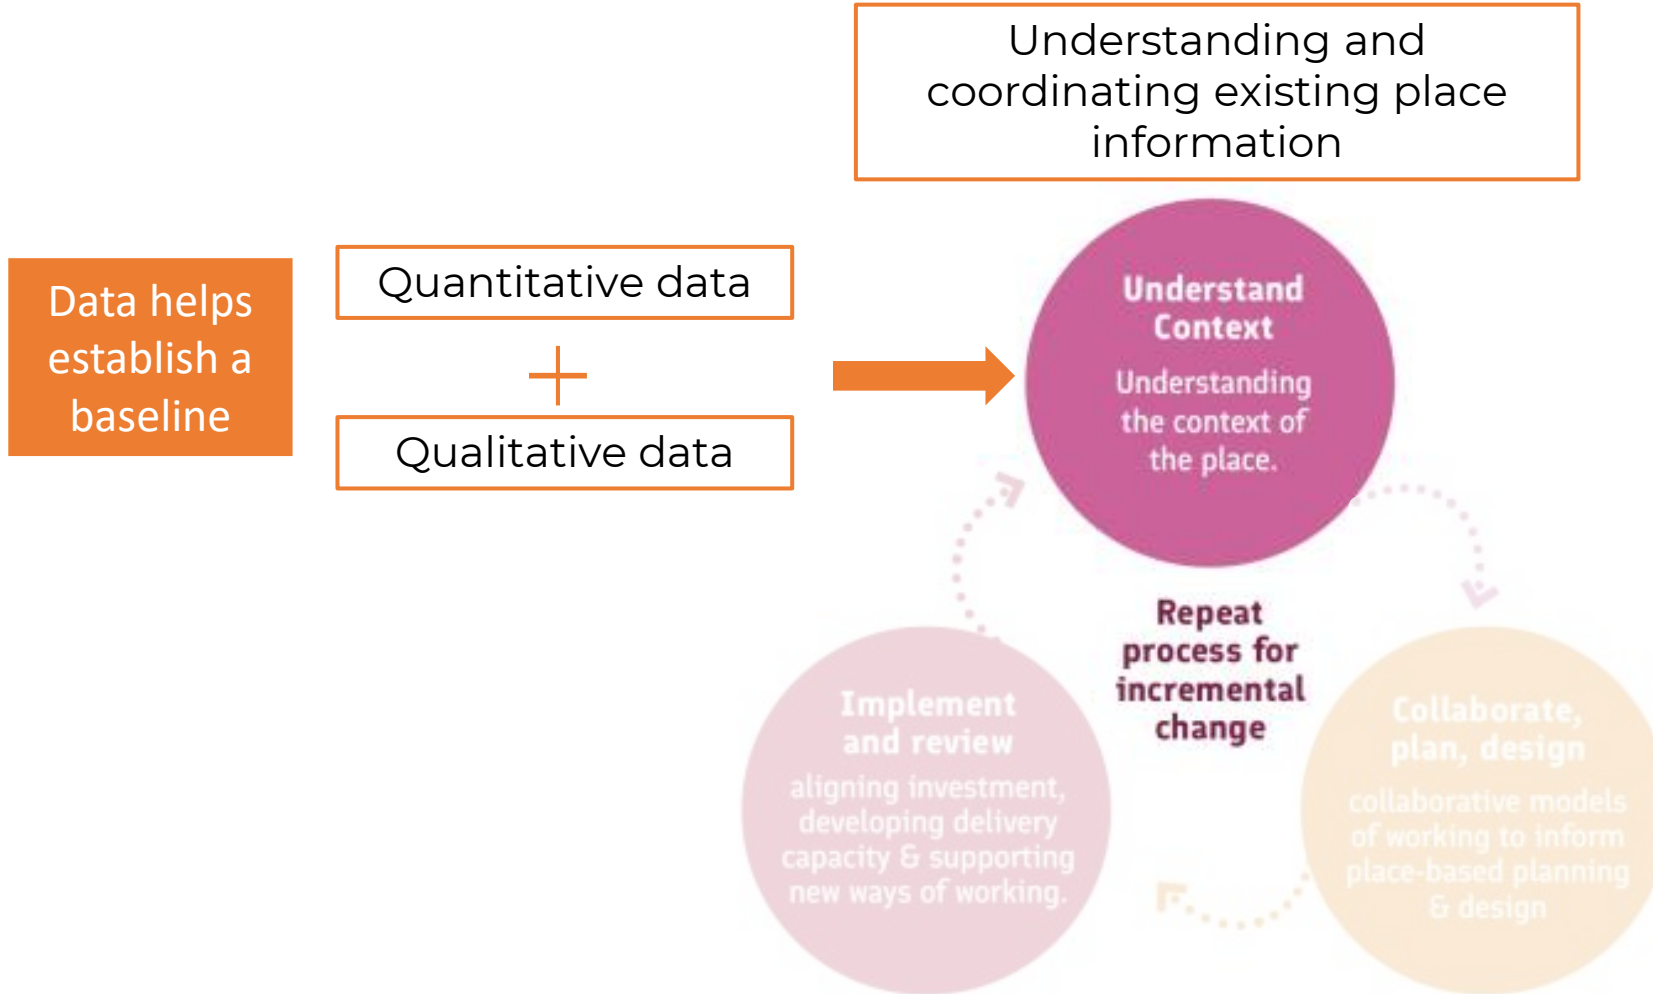 Understanding and
coordinating existing place
information
Data helps
establish a
baseline
Quantitative data
+
Qualitative data
Understand
Context
Understanding
the context of
the place.
Repeat
process for
incremental
change
Implement
and review
aligning investment,
developing delivery
capacity & supporting
new ways of working.
Collaborate,
plan, design
collaborative models
of working to inform
place-based planning
& design